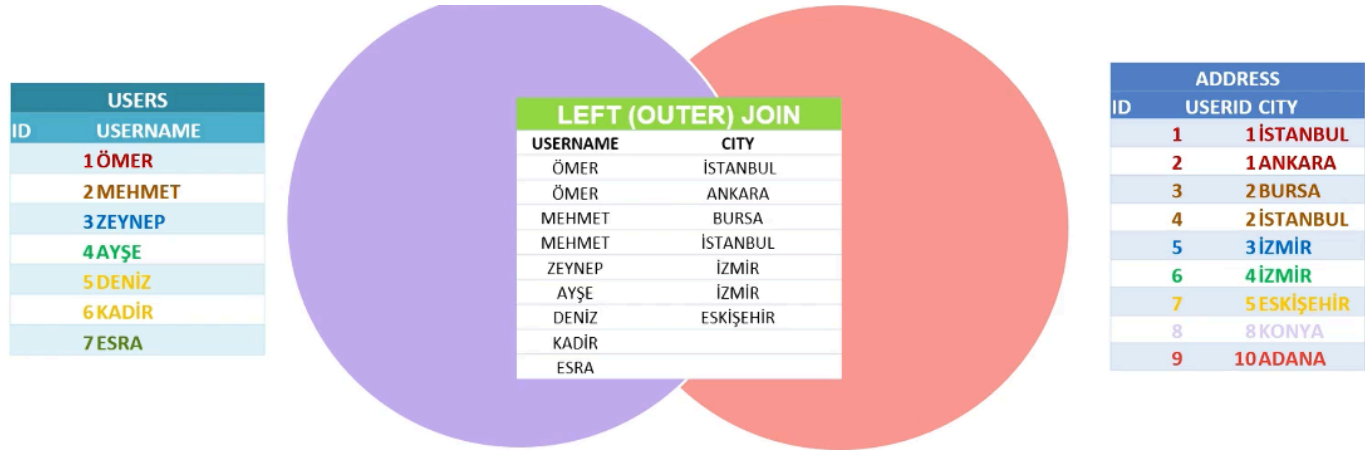 USERS
ID USERNAME
1 ÖMER
2 MEHMET
3 ZEYNEP
4 AYŞE
5 DENİZ
6 KADİR
7 ESRA
LEFT (OUTER) JOIN
USERNAME CITY
ÖMER İSTANBUL
ÖMER ANKARA
MEHMET BURSA
MEHMET İSTANBUL
ZEYNEP İZMİR
AYŞE İZMİR
DENİZ ESKİŞEHİR
KADİR
ESRA
ADDRESS
ID USERID CITY
1 1 İSTANBUL
2 1 ANKARA
3 2 BURSA
4 2 İSTANBUL
5 3 İZMİR
6 4 İZMİR
7 5 ESKİŞEHİR
8 8 KONYA
9 10 ADANA